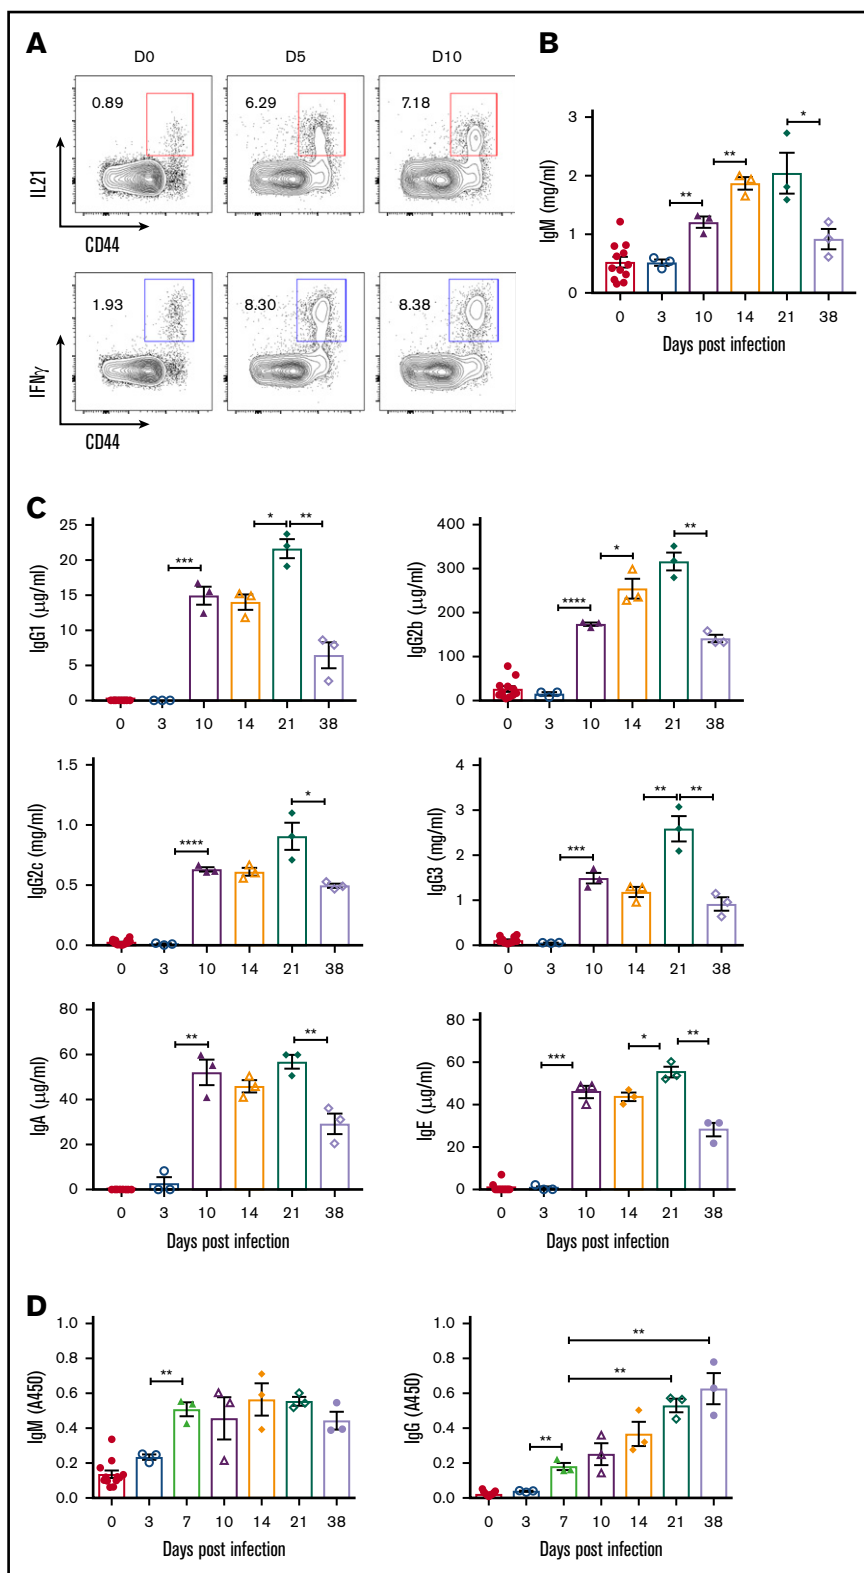 A
D0 D5 D10
0.89 6.29 7.18
IL21
CD44
1.93 8.30 8.38
IFNγ
CD44
B
IgM (mg/ml)
3
2
1
0
** ** *
0 3 10 14 21 38
Days post infection
C
IgG1 (μg/ml)
25
20
15
10
5
0
*** * **
0 3 10 14 21 38
IgG2b (μg/ml)
400
300
200
100
0
**** * **
0 3 10 14 21 38
IgG2c (mg/ml)
1.5
1.0
0.5
0.0
**** *
0 3 10 14 21 38
IgG3 (mg/ml)
4
3
2
1
0
*** ** **
0 3 10 14 21 38
IgA (μg/ml)
80
60
40
20
0
** **
0 3 10 14 21 38
Days post infection
IgE (μg/ml)
80
60
40
20
0
*** * **
0 3 10 14 21 38
Days post infection
D
IgM (A450)
1.0
0.8
0.6
0.4
0.2
0.0
**
0 3 7 10 14 21 38
Days post infection
IgG (A450)
1.0
0.8
0.6
0.4
0.2
0.0
**
**
**
0 3 7 10 14 21 38
Days post infection